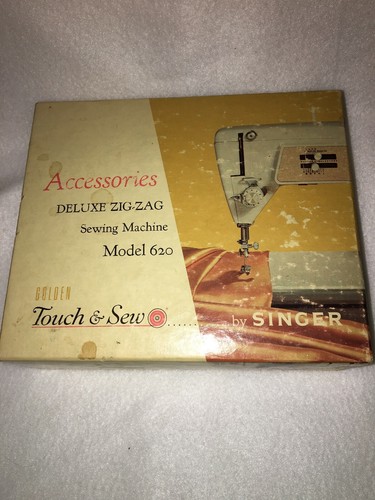 Accessories
DELUXE ZIG-ZAG
Sewing Machine
Model 620
GOLDEN
Touch & Sew ...... by SINGER